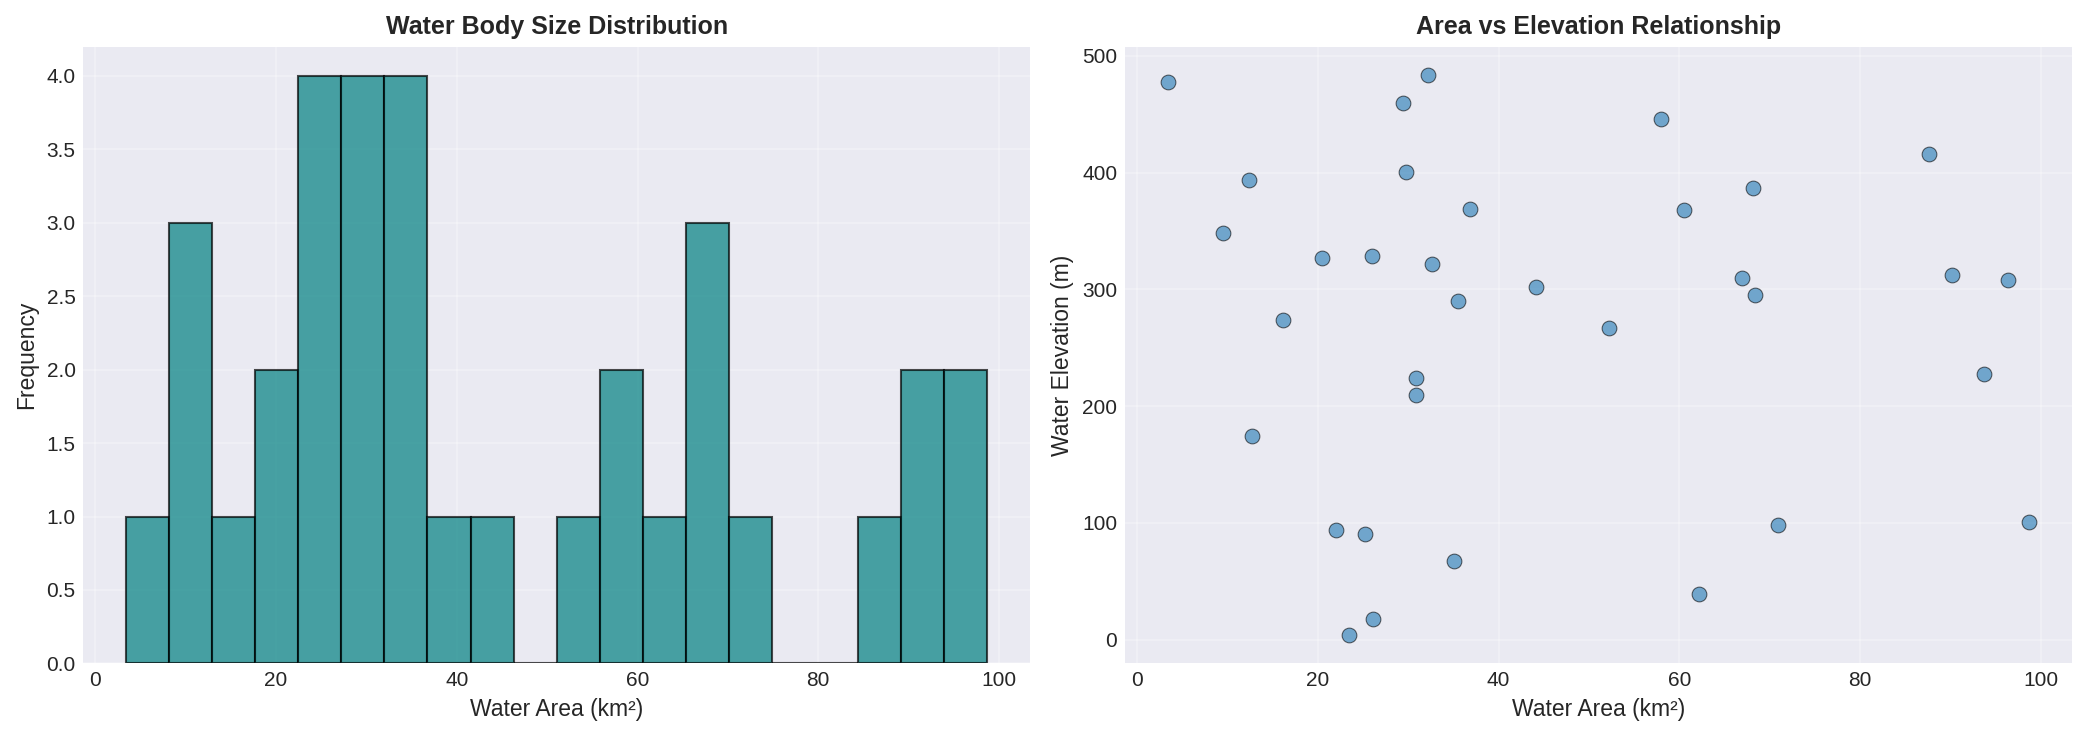 Water Body Size Distribution
4.0
3.5
3.0
2.5
2.0
1.5
1.0
0.5
0.0
Frequency
0 20 40 60 80 100
Water Area (km²)
Area vs Elevation Relationship
500
400
300
200
100
0
Water Elevation (m)
0 20 40 60 80 100
Water Area (km²)